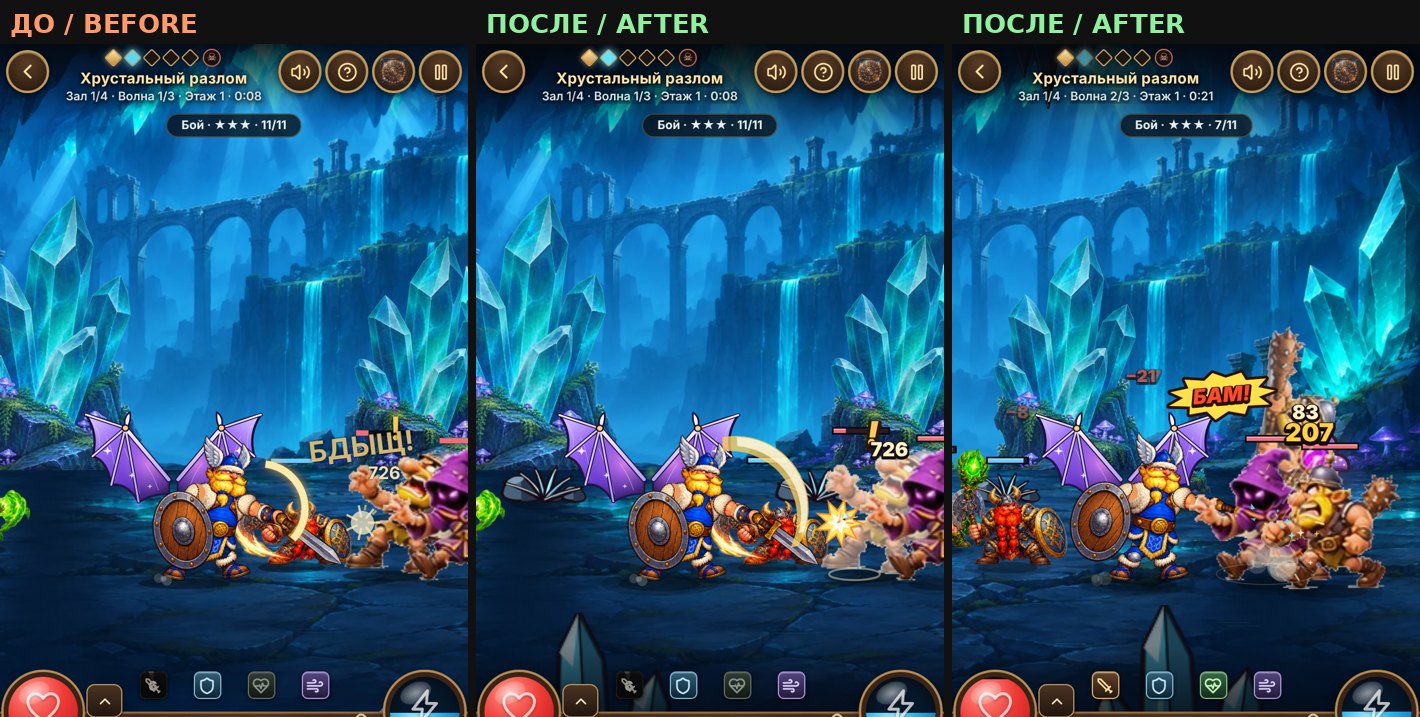 ДО / BEFORE
Хрустальный разлом
Зал 1/4 · Волна 1/3 · Этаж 1 · 0:08
Бой · ★★★ · 11/11
БДЫЩ!
726
ПОСЛЕ / AFTER
Хрустальный разлом
Зал 1/4 · Волна 1/3 · Этаж 1 · 0:08
Бой · ★★★ · 11/11
726
ПОСЛЕ / AFTER
Хрустальный разлом
Зал 1/4 · Волна 2/3 · Этаж 1 · 0:21
Бой · ★★★ · 7/11
-21
БАМ!
-8
83
207